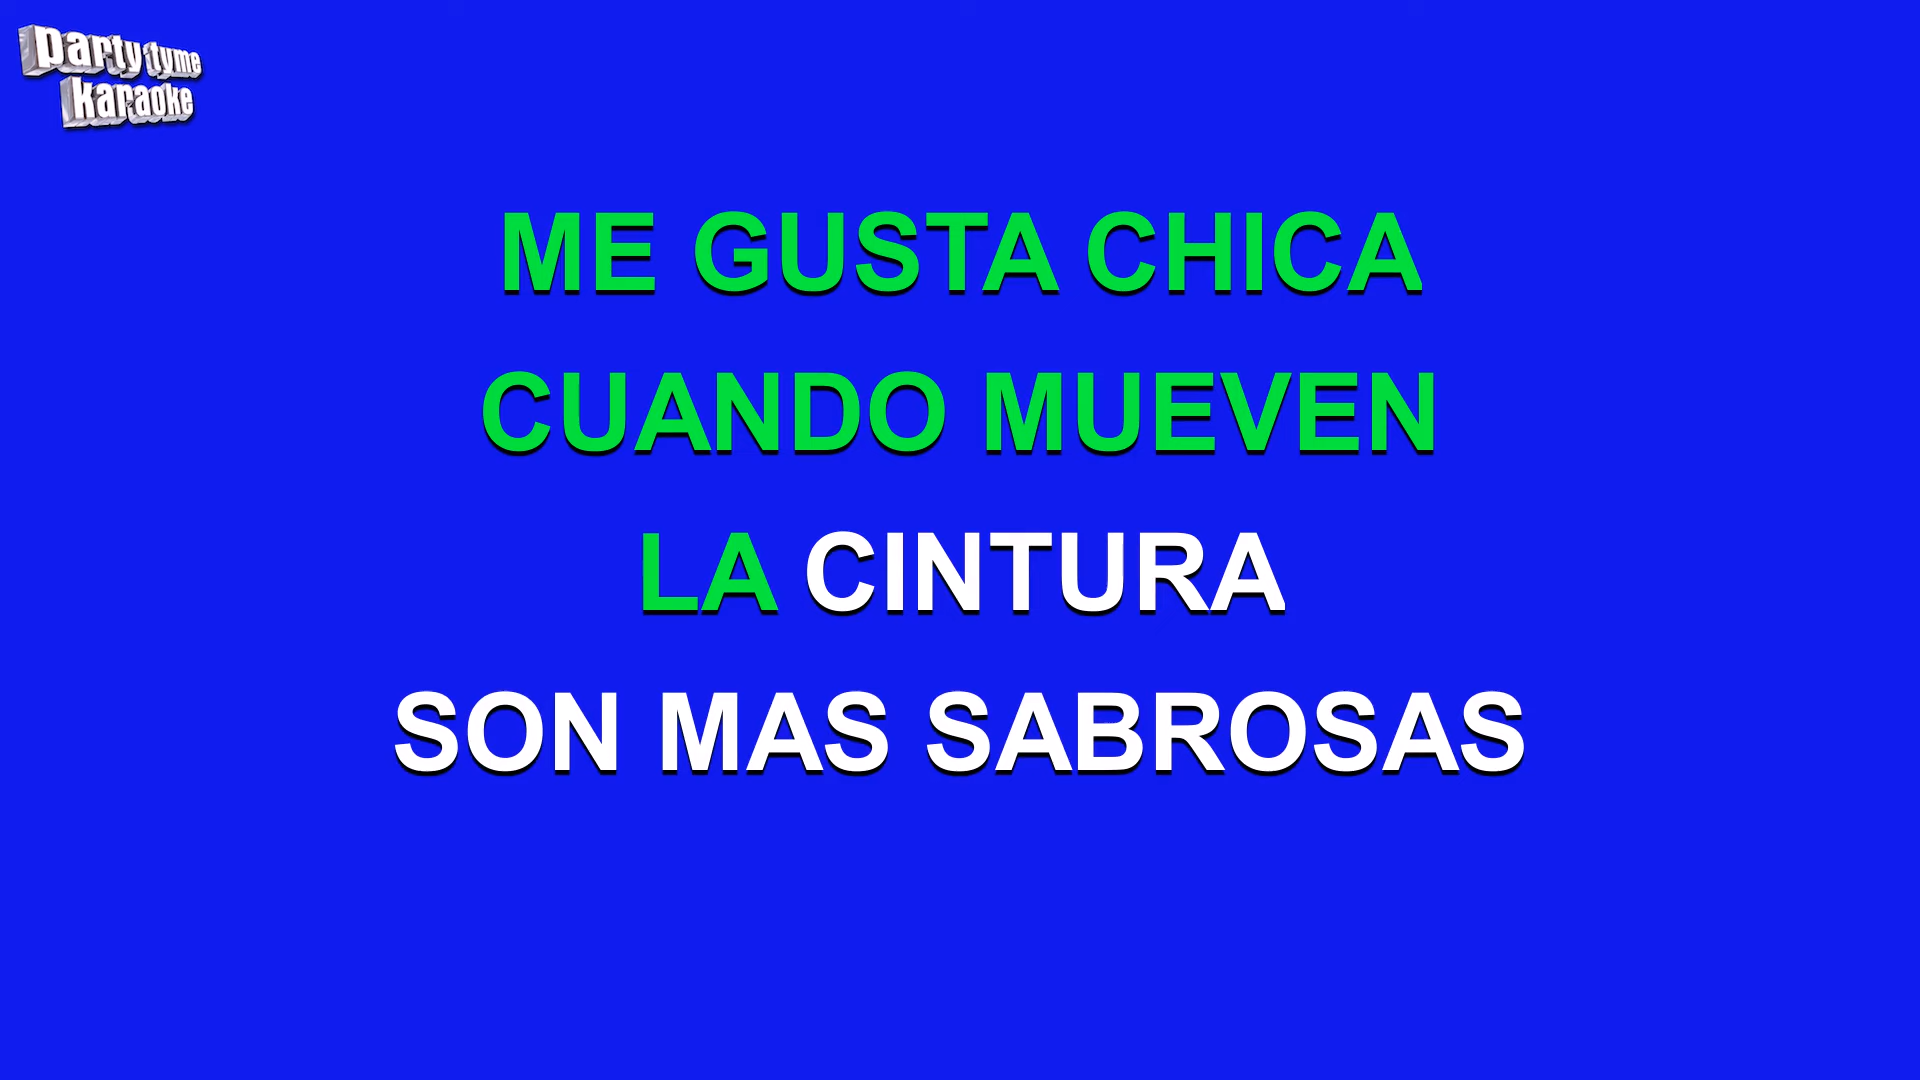 party tyme
karaoke
ME GUSTA CHICA
CUANDO MUEVEN
LA CINTURA
SON MAS SABROSAS